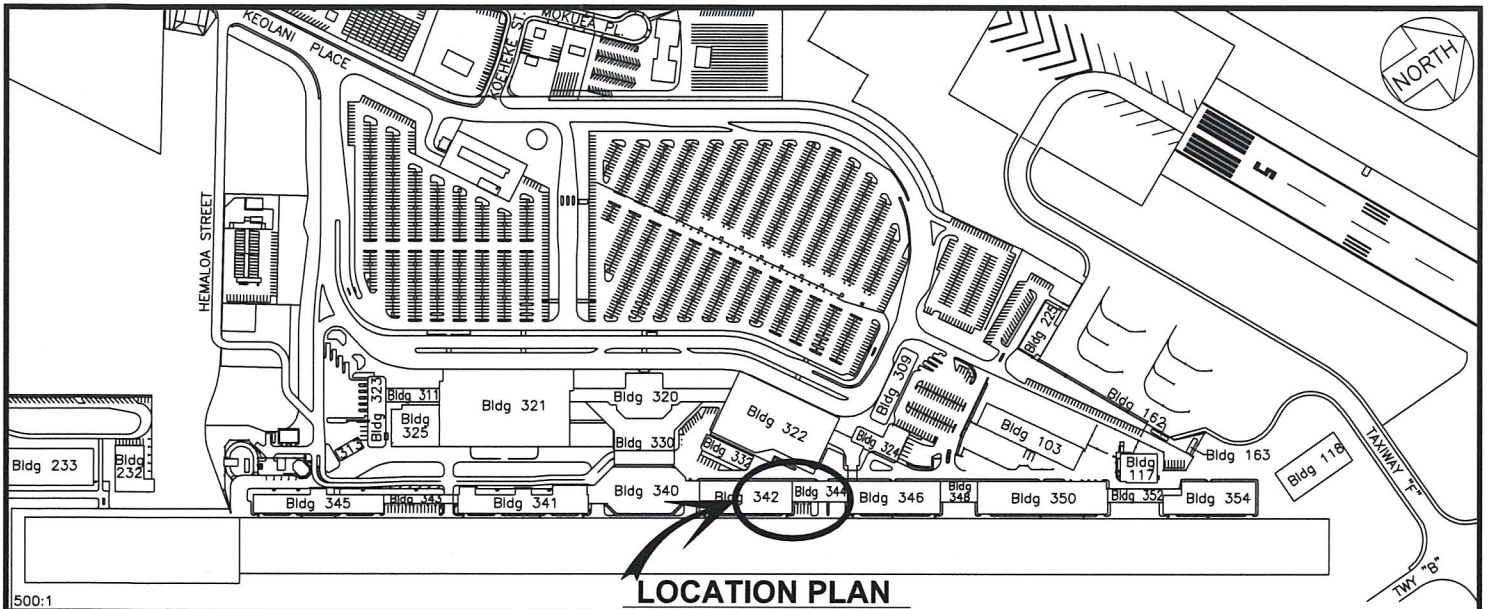 KEOLANI PLACE
KOEHEKE ST.
MOKUEA PL.
NORTH
5
HEMALOA STREET
Bldg 225
Bldg 309
Bldg 323
Bldg 311
Bldg
325
Bldg 321
Bldg 320
Bldg 330
Bldg 322
Bldg 332
Bldg 324
Bldg 103
Bldg 162
Bldg 163
Bldg
117
Bldg 118
TAXIWAY "F"
317
Bldg 233
Bldg
232
Bldg 345
Bldg 343
Bldg 341
Bldg 340
Bldg 342
Bldg 344
Bldg 346
Bldg
348
Bldg 350
Bldg 352
Bldg 354
TWY "B"
LOCATION PLAN
500:1